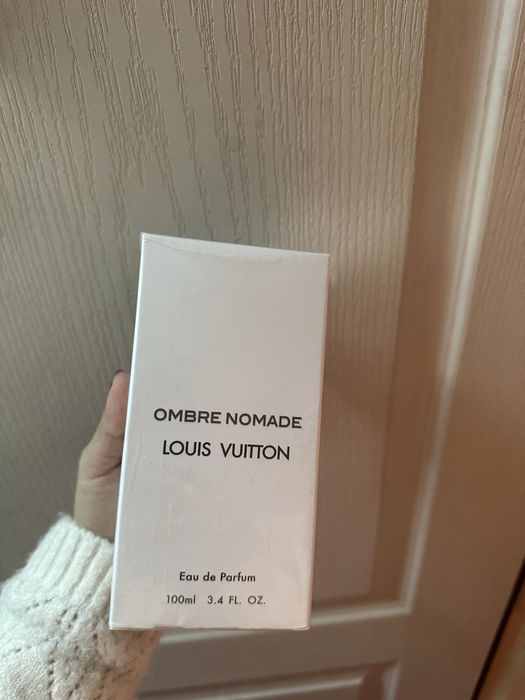 OMBRE NOMADE
LOUIS VUITTON
Eau de Parfum
100ml 3.4 FL. OZ.